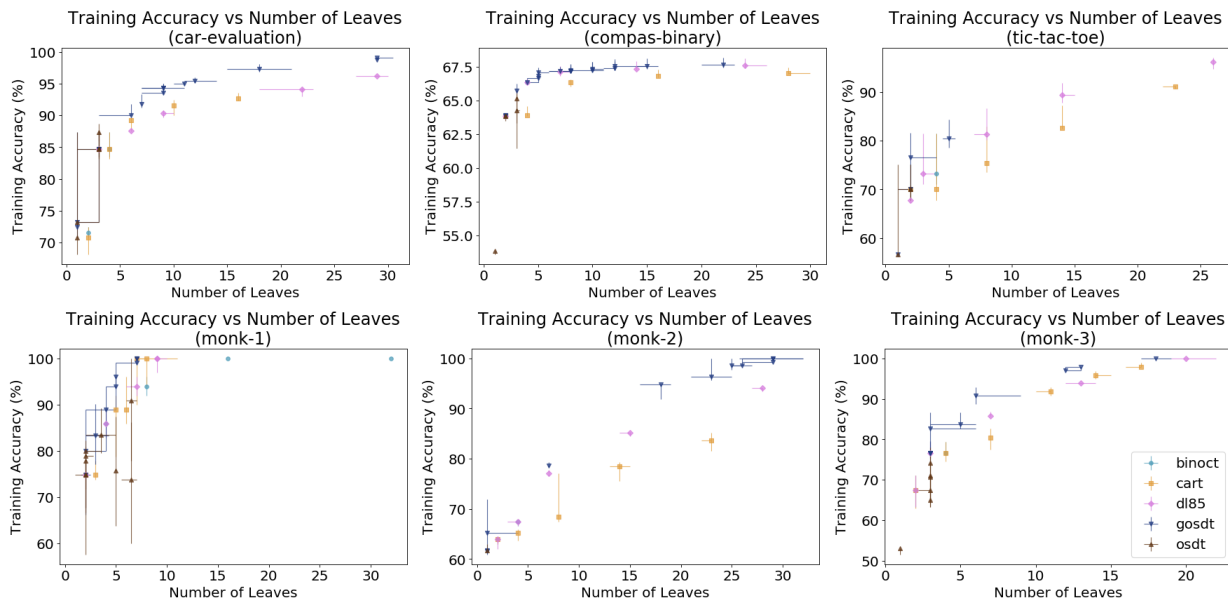 Training Accuracy vs Number of Leaves
(car-evaluation)
Training Accuracy (%)
100
95
90
85
80
75
70
0 5 10 15 20 25 30
Number of Leaves
Training Accuracy vs Number of Leaves
(compas-binary)
Training Accuracy (%)
67.5
65.0
62.5
60.0
57.5
55.0
0 5 10 15 20 25 30
Number of Leaves
Training Accuracy vs Number of Leaves
(tic-tac-toe)
Training Accuracy (%)
90
80
70
60
0 5 10 15 20 25
Number of Leaves
Training Accuracy vs Number of Leaves
(monk-1)
Training Accuracy (%)
100
90
80
70
60
0 5 10 15 20 25 30
Number of Leaves
Training Accuracy vs Number of Leaves
(monk-2)
Training Accuracy (%)
100
90
80
70
60
0 5 10 15 20 25 30
Number of Leaves
Training Accuracy vs Number of Leaves
(monk-3)
Training Accuracy (%)
100
90
80
70
60
50
0 5 10 15 20
Number of Leaves
binoct
cart
dl85
gosdt
osdt